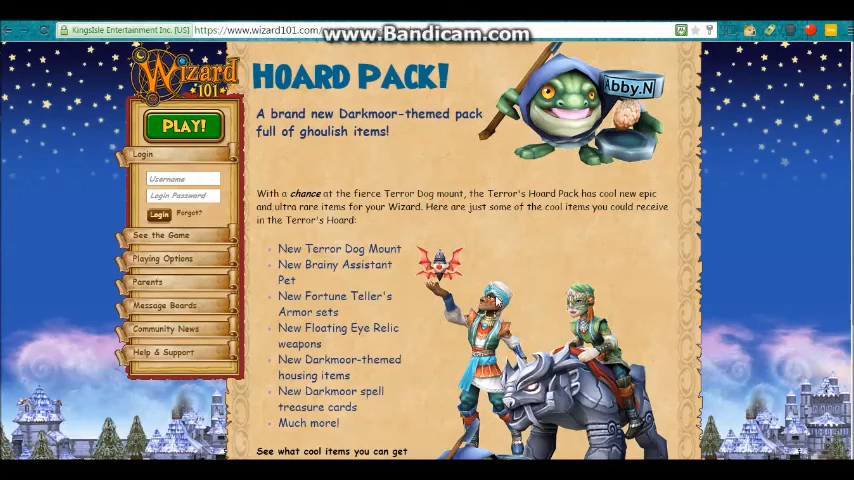 KingsIsle Entertainment Inc. [US]
https://www.wizard101.com/
www.Bandicam.com
Wizard
101
HOARD PACK!
Abby.N
A brand new Darkmoor-themed pack
full of ghoulish items!
PLAY!
Login
Username
Login Password
Login
Forgot?
See the Game
Playing Options
Parents
Message Boards
Community News
Help & Support
With a chance at the fierce Terror Dog mount, the Terror's Hoard Pack has cool new epic
and ultra rare items for your Wizard. Here are just some of the cool items you could receive
in the Terror's Hoard:
New Terror Dog Mount
New Brainy Assistant
Pet
New Fortune Teller's
Armor sets
New Floating Eye Relic
weapons
New Darkmoor-themed
housing items
New Darkmoor spell
treasure cards
Much more!
See what cool items you can get